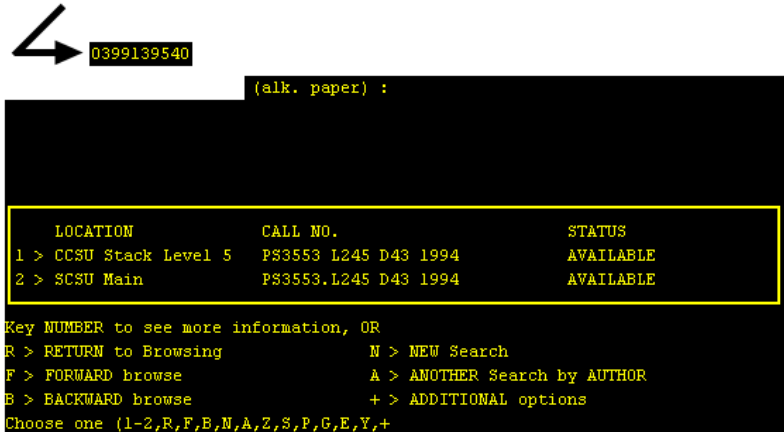 0399139540
(alk. paper) :
LOCATION CALL NO. STATUS
1 > CCSU Stack Level 5 PS3553 L245 D43 1994 AVAILABLE
2 > SCSU Main PS3553.L245 D43 1994 AVAILABLE
Key NUMBER to see more information, OR
R > RETURN to Browsing N > NEW Search
F > FORWARD browse A > ANOTHER Search by AUTHOR
B > BACKWARD browse + > ADDITIONAL options
Choose one (1-2,R,F,B,N,A,Z,S,P,G,E,Y,+